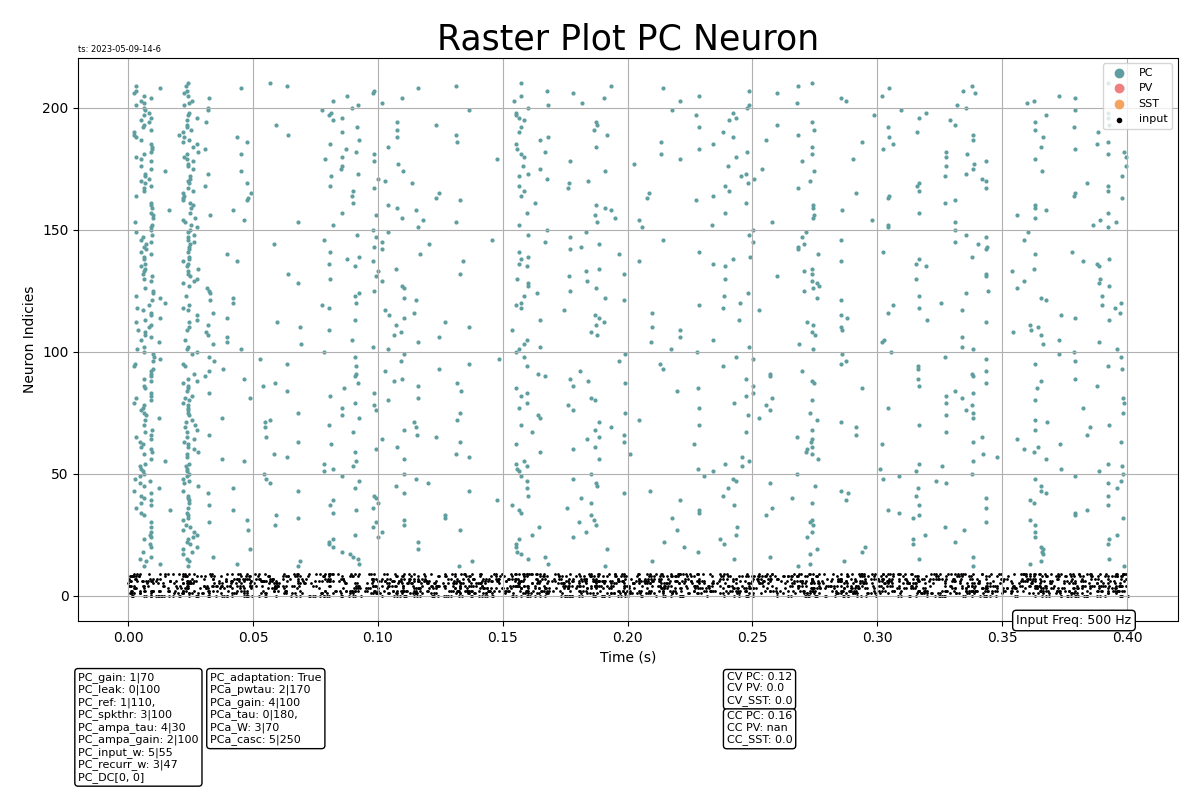 Raster Plot PC Neuron
ts: 2023-05-09-14-6
PC
PV
SST
input
200
150
100
50
0
Neuron Indicies
Input Freq: 500 Hz
0.00 0.05 0.10 0.15 0.20 0.25 0.30 0.35 0.40
Time (s)
PC_gain: 1|70
PC_leak: 0|100
PC_ref: 1|110,
PC_spkthr: 3|100
PC_ampa_tau: 4|30
PC_ampa_gain: 2|100
PC_input_w: 5|55
PC_recurr_w: 3|47
PC_DC[0, 0]
PC_adaptation: True
PCa_pwtau: 2|170
PCa_gain: 4|100
PCa_tau: 0|180,
PCa_W: 3|70
PCa_casc: 5|250
CV PC: 0.12
CV PV: 0.0
CV_SST: 0.0
CC PC: 0.16
CC PV: nan
CC_SST: 0.0